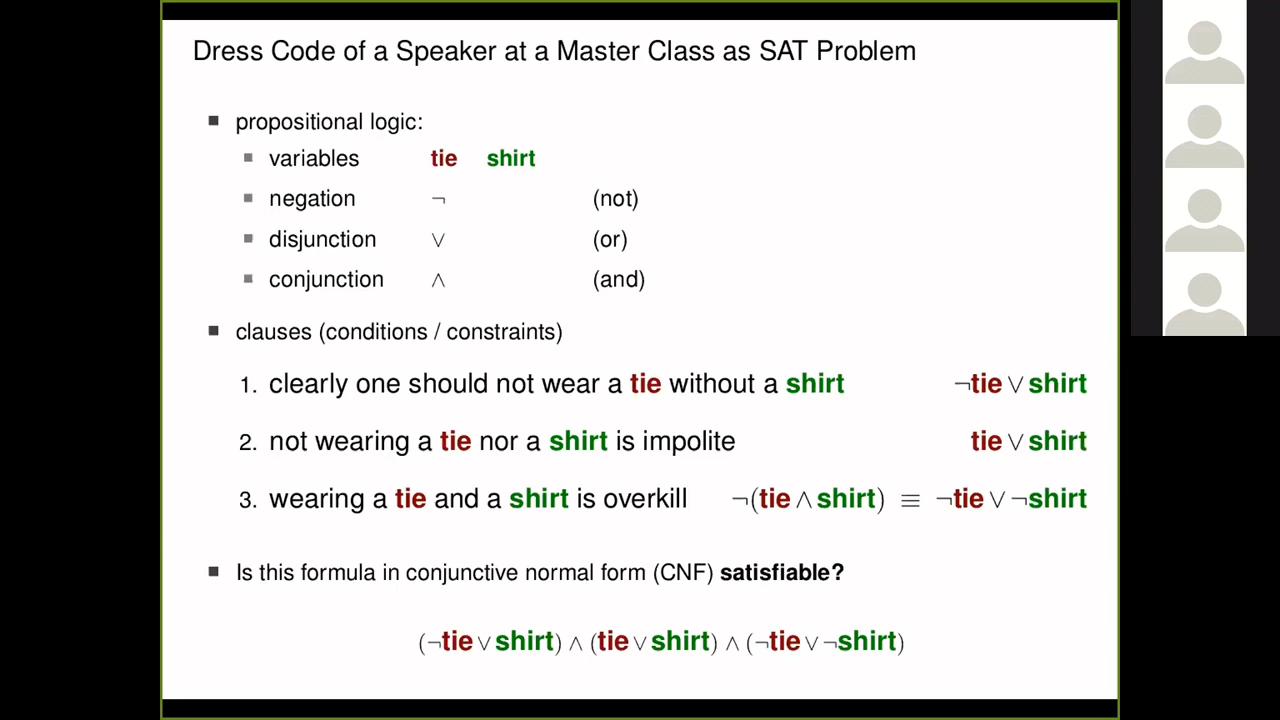 Dress Code of a Speaker at a Master Class as SAT Problem
propositional logic:
variables tie shirt
negation ¬ (not)
disjunction ∨ (or)
conjunction ∧ (and)
clauses (conditions / constraints)
1. clearly one should not wear a tie without a shirt ¬tie ∨ shirt
2. not wearing a tie nor a shirt is impolite tie ∨ shirt
3. wearing a tie and a shirt is overkill ¬(tie ∧ shirt) ≡ ¬tie ∨ ¬shirt
Is this formula in conjunctive normal form (CNF) satisfiable?
(¬tie ∨ shirt) ∧ (tie ∨ shirt) ∧ (¬tie ∨ ¬shirt)